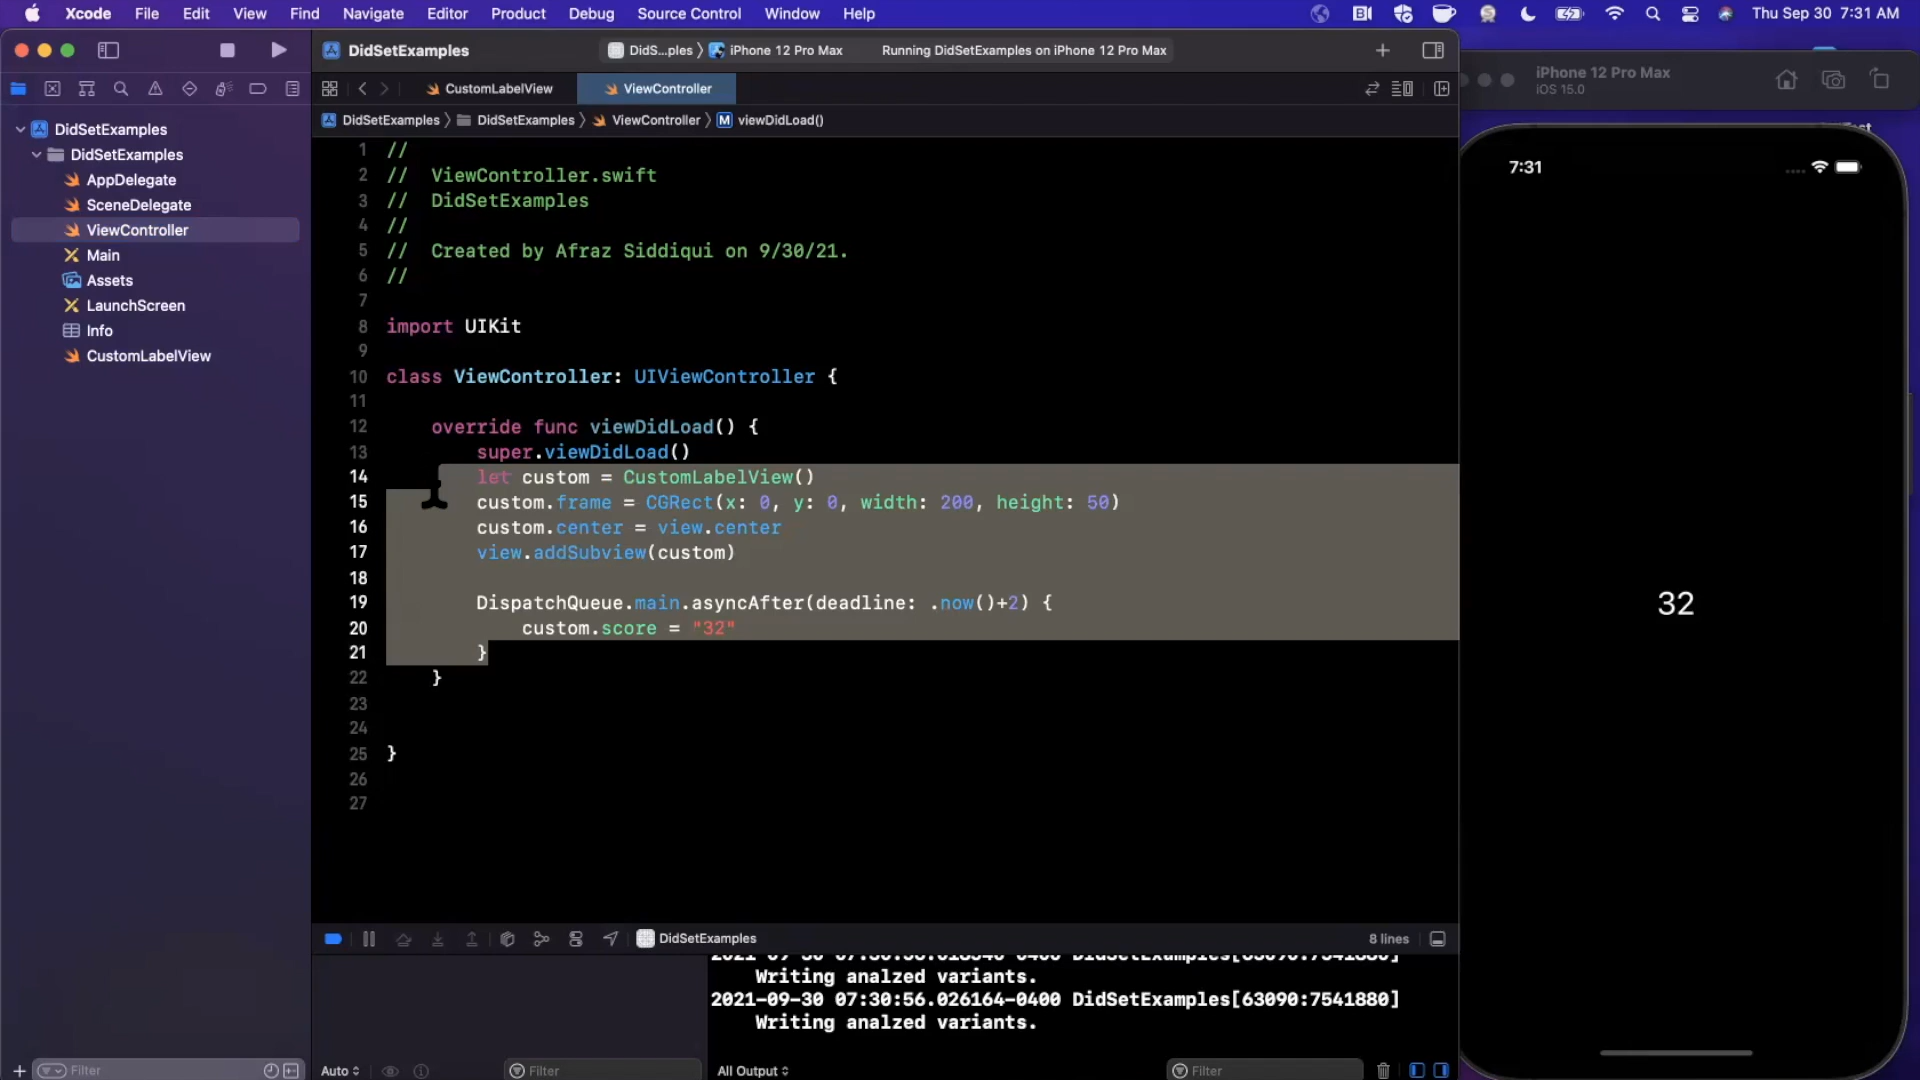 Xcode File Edit View Find Navigate Editor Product Debug Source Control Window Help
Thu Sep 30 7:31 AM
DidSetExamples
DidS...ples 〉 iPhone 12 Pro Max
Running DidSetExamples on iPhone 12 Pro Max
CustomLabelView
ViewController
DidSetExamples 〉 DidSetExamples 〉 ViewController 〉 M viewDidLoad()
DidSetExamples
DidSetExamples
AppDelegate
SceneDelegate
ViewController
Main
Assets
LaunchScreen
Info
CustomLabelView
1 //
2 // ViewController.swift
3 // DidSetExamples
4 //
5 // Created by Afraz Siddiqui on 9/30/21.
6 //
7
8 import UIKit
9
10 class ViewController: UIViewController {
11
12 override func viewDidLoad() {
13 super.viewDidLoad()
14 let custom = CustomLabelView()
15 custom.frame = CGRect(x: 0, y: 0, width: 200, height: 50)
16 custom.center = view.center
17 view.addSubview(custom)
18
19 DispatchQueue.main.asyncAfter(deadline: .now()+2) {
20 custom.score = "32"
21 }
22 }
23
24
25 }
26
27
DidSetExamples
8 lines
Writing analzed variants.
2021-09-30 07:30:56.026164-0400 DidSetExamples[63090:7541880]
Writing analzed variants.
Filter
Auto
Filter
All Output
Filter
iPhone 12 Pro Max
iOS 15.0
7:31
32